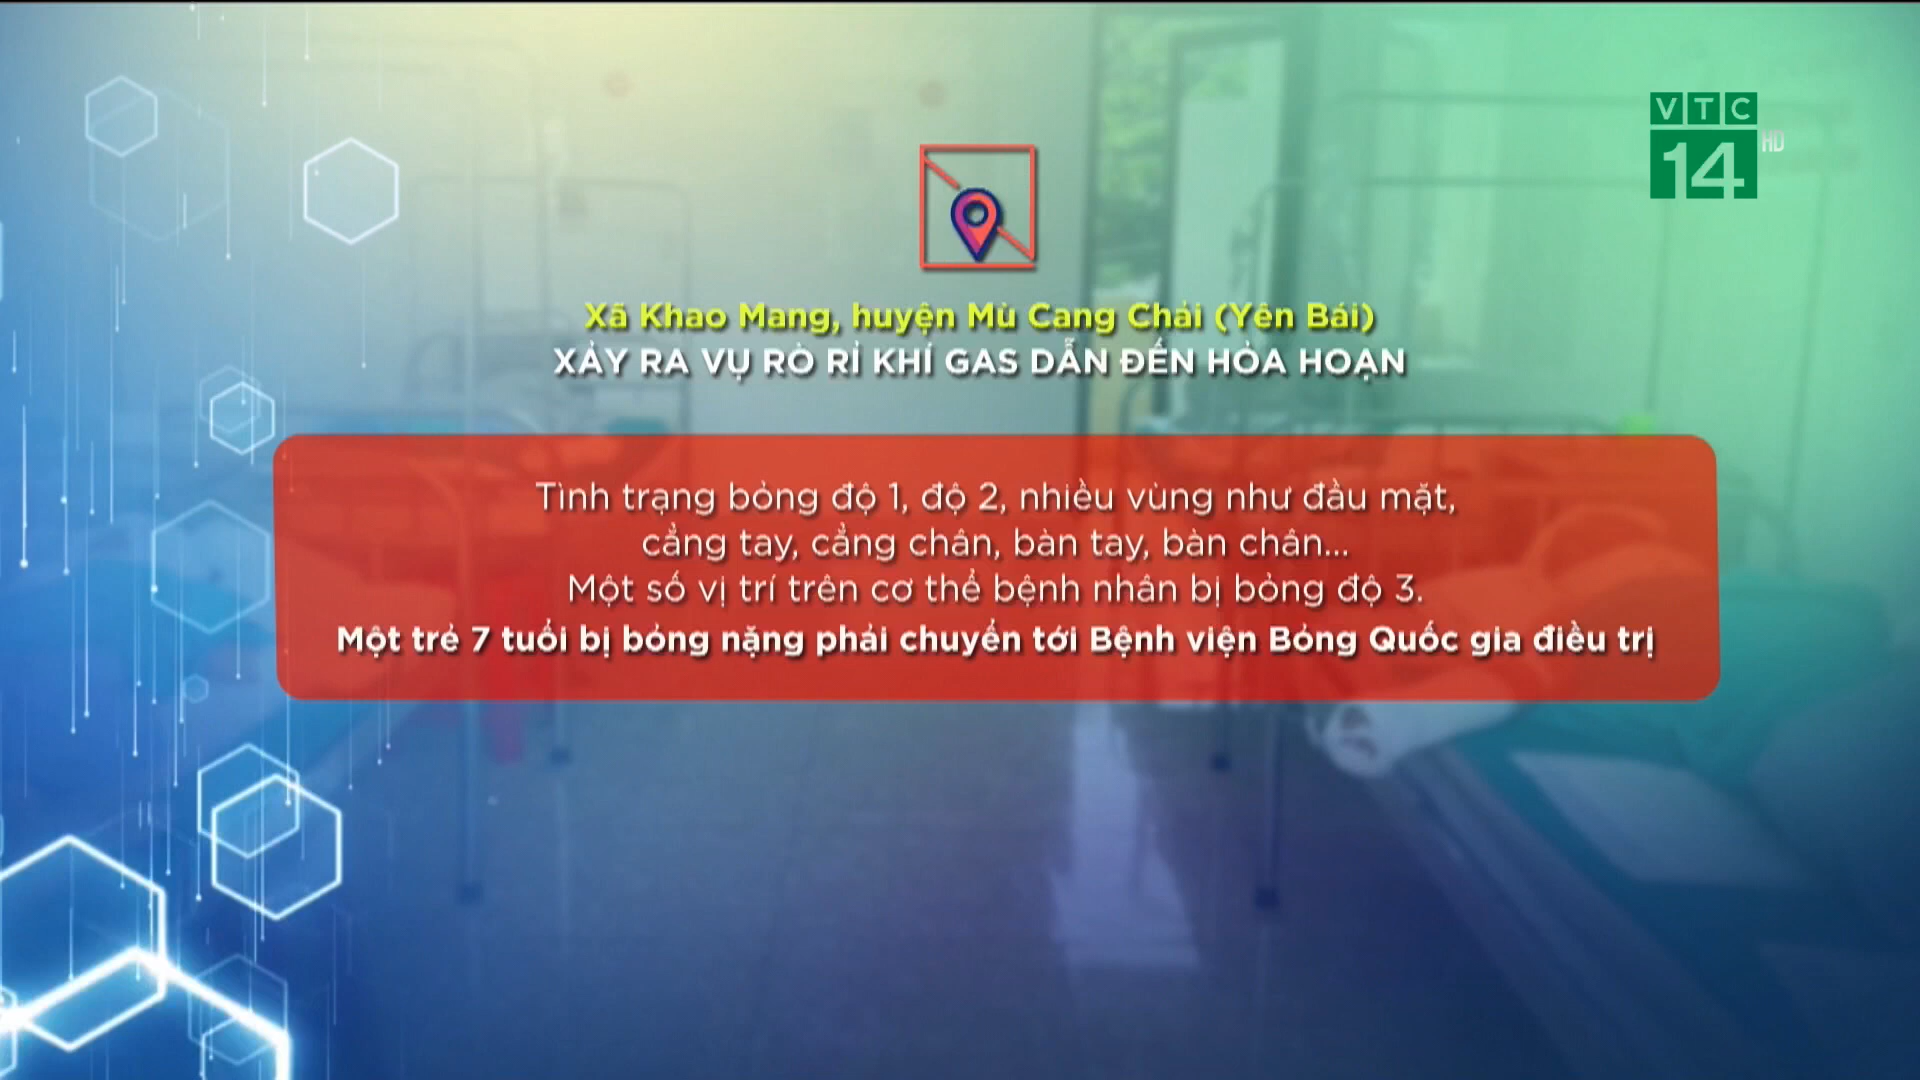 VTC
14
HD
Xã Khao Mang, huyện Mù Cang Chải (Yên Bái)
XẢY RA VỤ RÒ RỈ KHÍ GAS DẪN ĐẾN HỎA HOẠN
Tình trạng bỏng độ 1, độ 2, nhiều vùng như đầu mặt,
cẳng tay, cẳng chân, bàn tay, bàn chân...
Một số vị trí trên cơ thể bệnh nhân bị bỏng độ 3.
Một trẻ 7 tuổi bị bỏng nặng phải chuyển tới Bệnh viện Bỏng Quốc gia điều trị